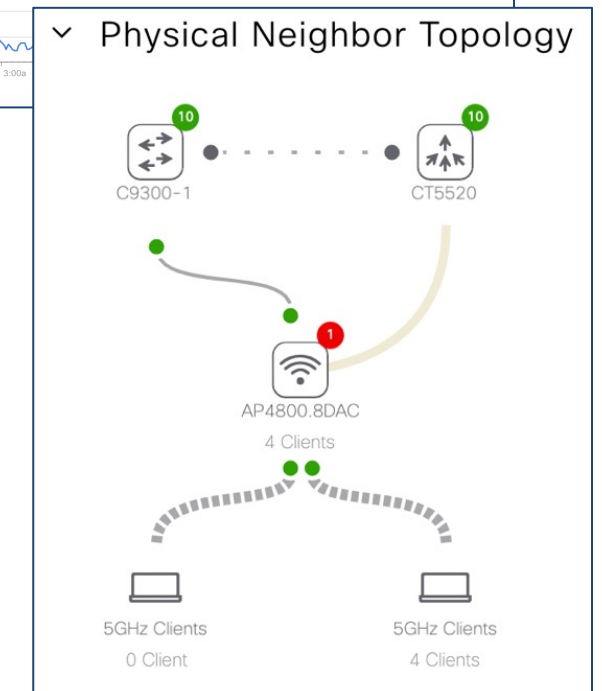 Physical Neighbor Topology
3:00a
10
10
C9300-1
CT5520
1
AP4800.8DAC
4 Clients
5GHz Clients
5GHz Clients
0 Client
4 Clients